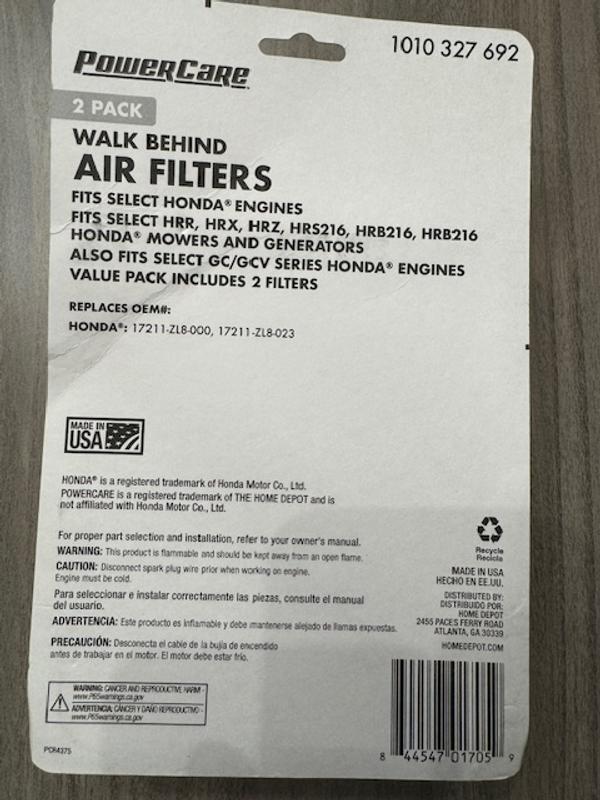 1010 327 692
POWERCARE
2 PACK
WALK BEHIND
AIR FILTERS
FITS SELECT HONDA® ENGINES
FITS SELECT HRR, HRX, HRZ, HRS216, HRB216, HRB216
HONDA® MOWERS AND GENERATORS
ALSO FITS SELECT GC/GCV SERIES HONDA® ENGINES
VALUE PACK INCLUDES 2 FILTERS
REPLACES OEM#:
HONDA®: 17211-ZL8-000, 17211-ZL8-023
MADE IN
USA
HONDA® is a registered trademark of Honda Motor Co., Ltd.
POWERCARE is a registered trademark of THE HOME DEPOT and is
not affiliated with Honda Motor Co., Ltd.
For proper part selection and installation, refer to your owner's manual.
WARNING: This product is flammable and should be kept away from an open flame.
CAUTION: Disconnect spark plug wire prior when working on engine.
Engine must be cold.
Para seleccionar e instalar correctamente las piezas, consulte el manual
del usuario.
ADVERTENCIA: Este producto es inflamable y debe mantenerse alejado de llamas expuestas.
PRECAUCIÓN: Desconecta el cable de la bujía de encendido
antes de trabajar en el motor. El motor debe estar frío.
WARNING: CANCER AND REPRODUCTIVE HARM -
www.P65warnings.ca.gov
ADVERTENCIA: CÁNCER Y DAÑO REPRODUCTIVO -
www.P65warnings.ca.gov
PCR4375
Recycle
Recicla
MADE IN USA
HECHO EN EE.UU.
DISTRIBUTED BY:
DISTRIBUIDO POR:
HOME DEPOT
2455 PACES FERRY ROAD
ATLANTA, GA 30339
HOMEDEPOT.COM
8 44547 01705 9